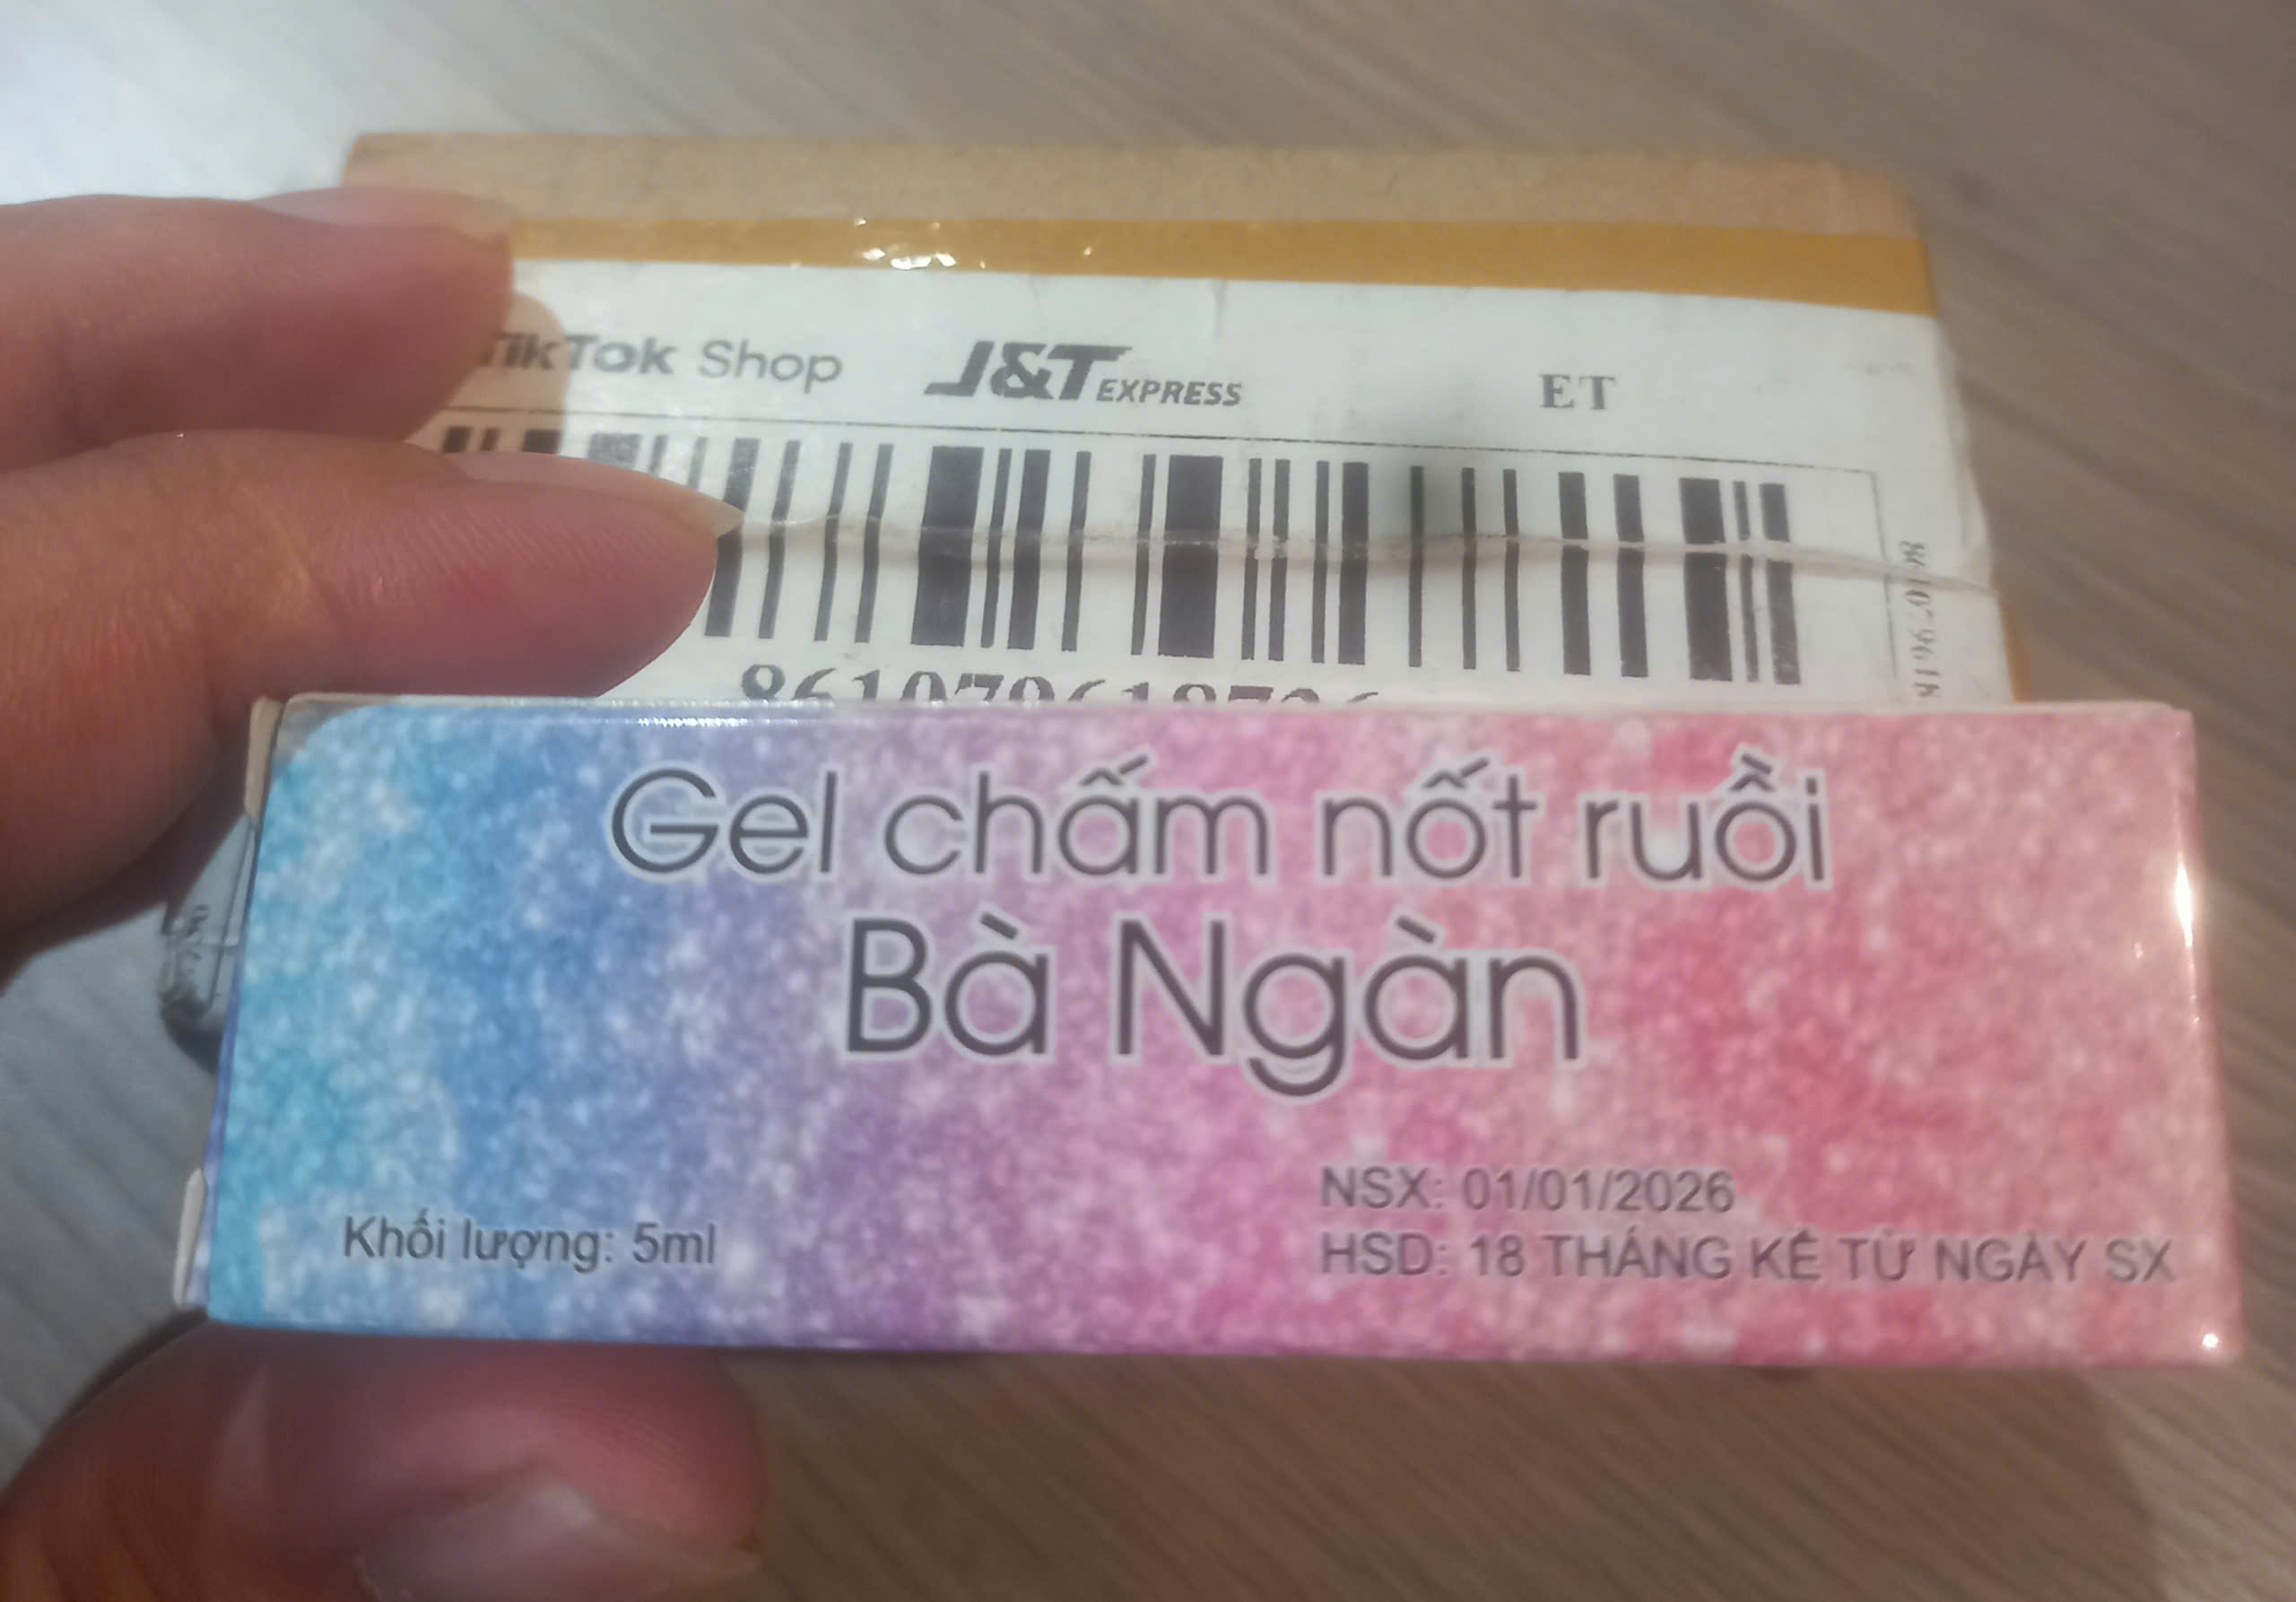 TikTok Shop J&T EXPRESS ET
Gel chấm nốt ruồi
Bà Ngàn
Khối lượng: 5ml
NSX: 01/01/2026
HSD: 18 THÁNG KỂ TỪ NGÀY SX